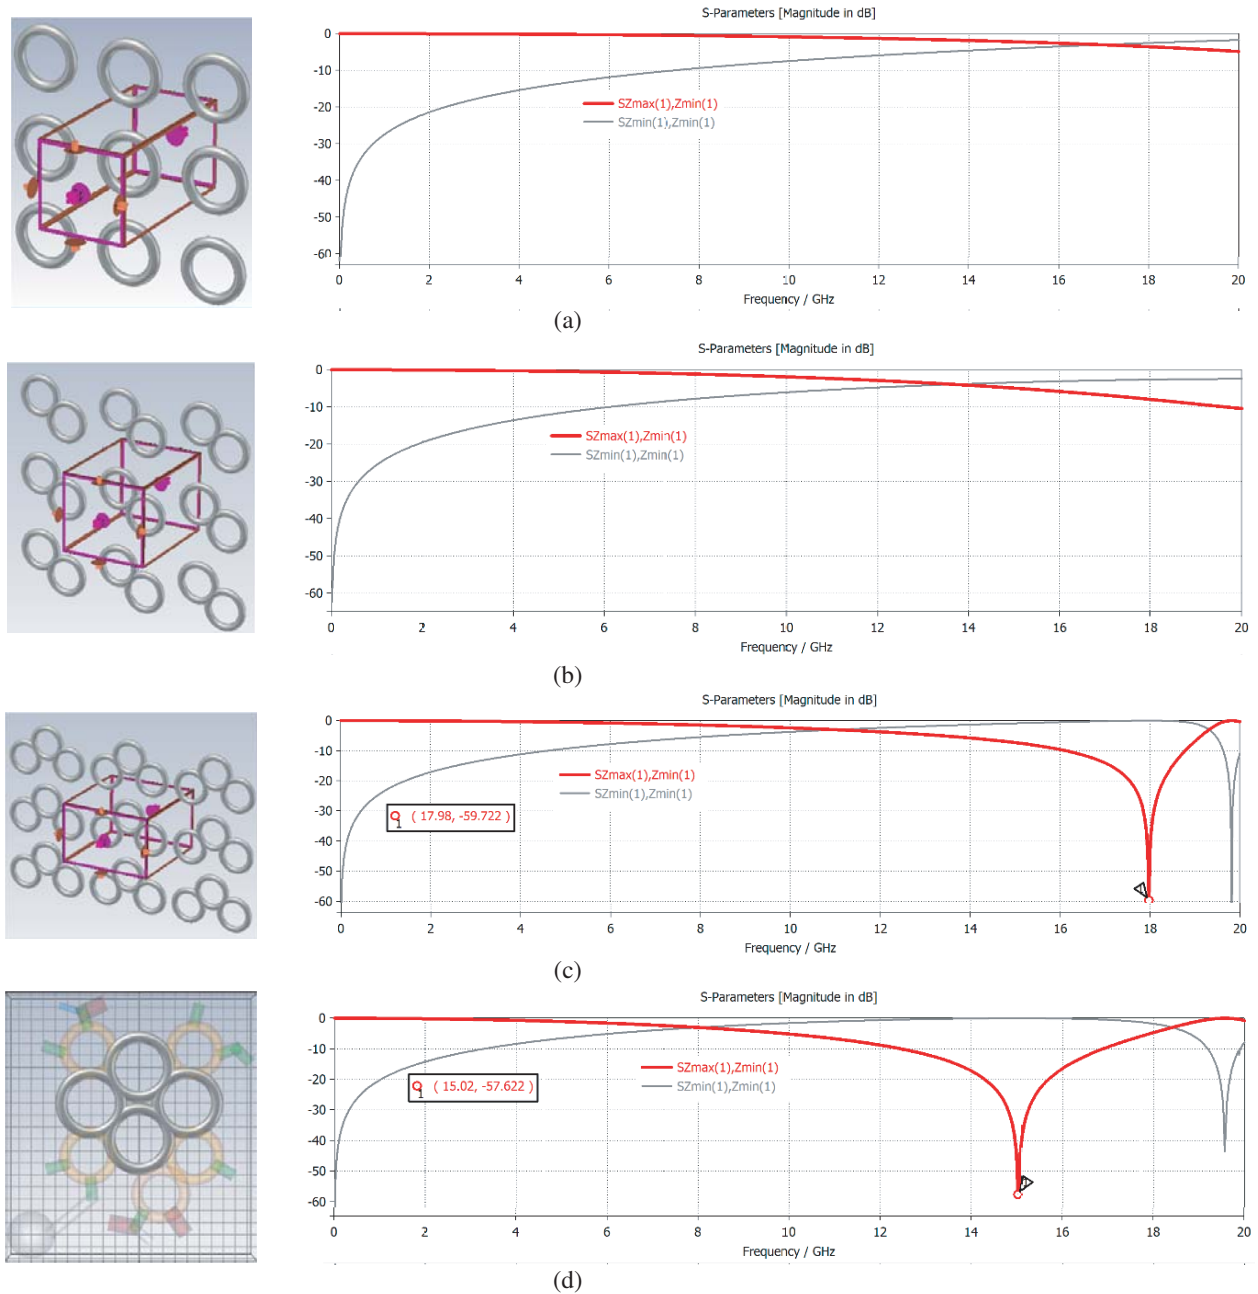 S-Parameters [Magnitude in dB]
0
-10
-20
-30
-40
-50
-60
SZmax(1),Zmin(1)
SZmin(1),Zmin(1)
0 2 4 6 8 10 12 14 16 18 20
Frequency / GHz
(a)
S-Parameters [Magnitude in dB]
0
-10
-20
-30
-40
-50
-60
SZmax(1),Zmin(1)
SZmin(1),Zmin(1)
0 2 4 6 8 10 12 14 16 18 20
Frequency / GHz
(b)
S-Parameters [Magnitude in dB]
0
-10
-20
-30
-40
-50
-60
SZmax(1),Zmin(1)
SZmin(1),Zmin(1)
1 ( 17.98, -59.722 )
1
0 2 4 6 8 10 12 14 16 18 20
Frequency / GHz
(c)
S-Parameters [Magnitude in dB]
0
-10
-20
-30
-40
-50
-60
SZmax(1),Zmin(1)
SZmin(1),Zmin(1)
1 ( 15.02, -57.622 )
1
0 2 4 6 8 10 12 14 16 18 20
Frequency / GHz
(d)